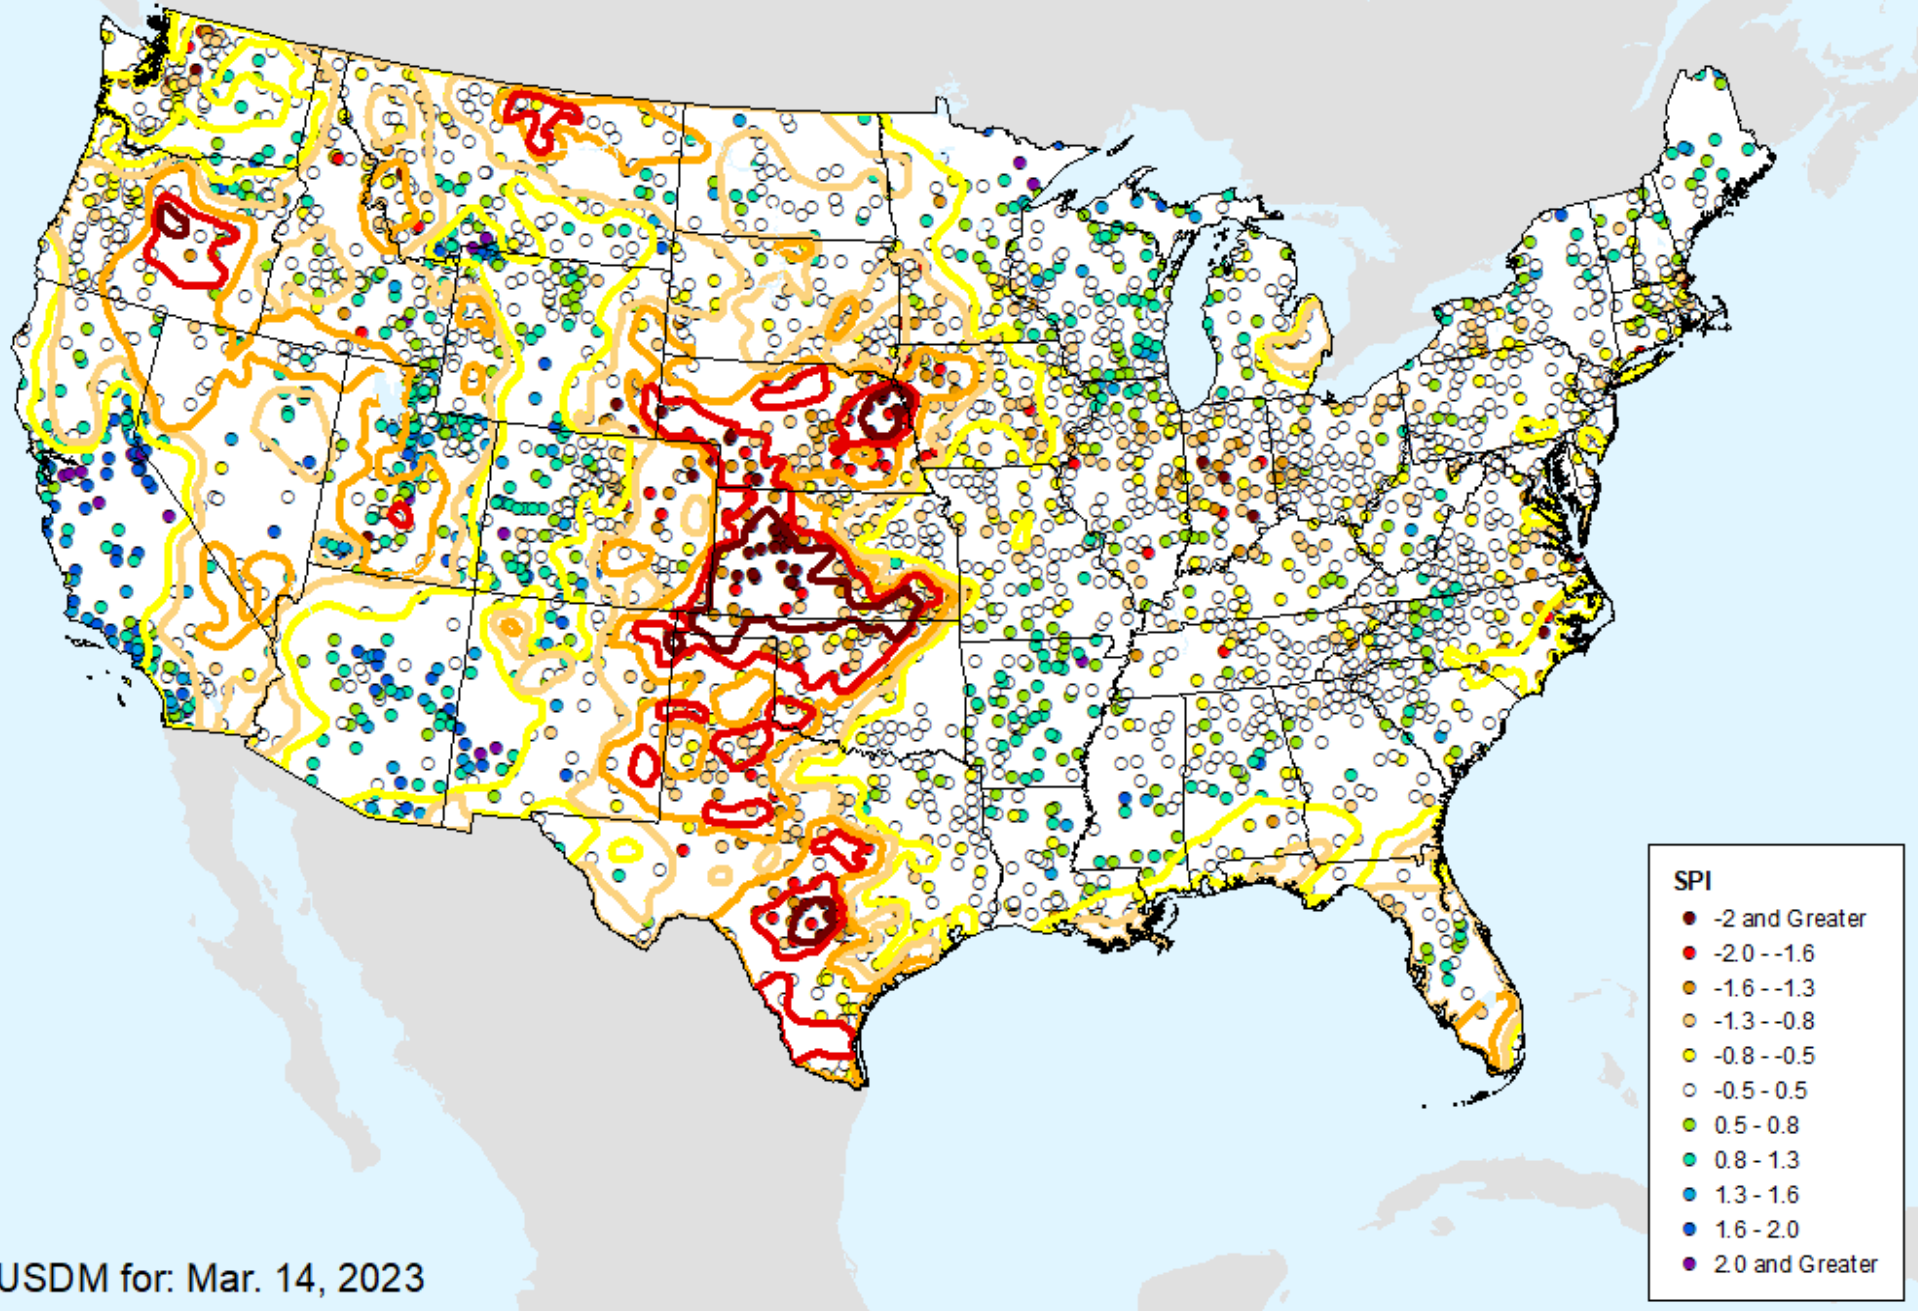 SPI
-2 and Greater
-2.0 - -1.6
-1.6 - -1.3
-1.3 - -0.8
-0.8 - -0.5
-0.5 - 0.5
0.5 - 0.8
0.8 - 1.3
1.3 - 1.6
1.6 - 2.0
2.0 and Greater
USDM for: Mar. 14, 2023